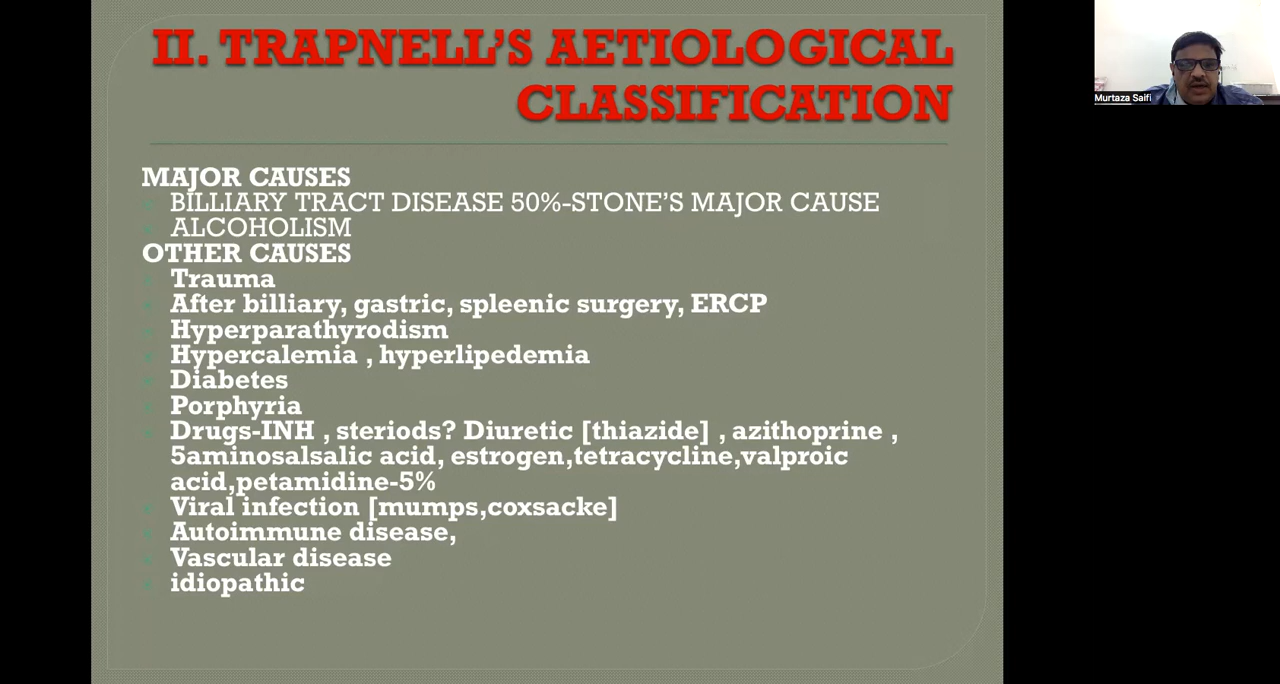 II. TRAPNELL'S AETIOLOGICAL
CLASSIFICATION
MAJOR CAUSES
BILLIARY TRACT DISEASE 50%-STONE'S MAJOR CAUSE
ALCOHOLISM
OTHER CAUSES
Trauma
After billiary, gastric, spleenic surgery, ERCP
Hyperparathyrodism
Hypercalemia , hyperlipedemia
Diabetes
Porphyria
Drugs-INH , steriods? Diuretic [thiazide] , azithoprine ,
5aminosalsalic acid, estrogen,tetracycline,valproic
acid,petamidine-5%
Viral infection [mumps,coxsacke]
Autoimmune disease,
Vascular disease
idiopathic
Murtaza Saifi